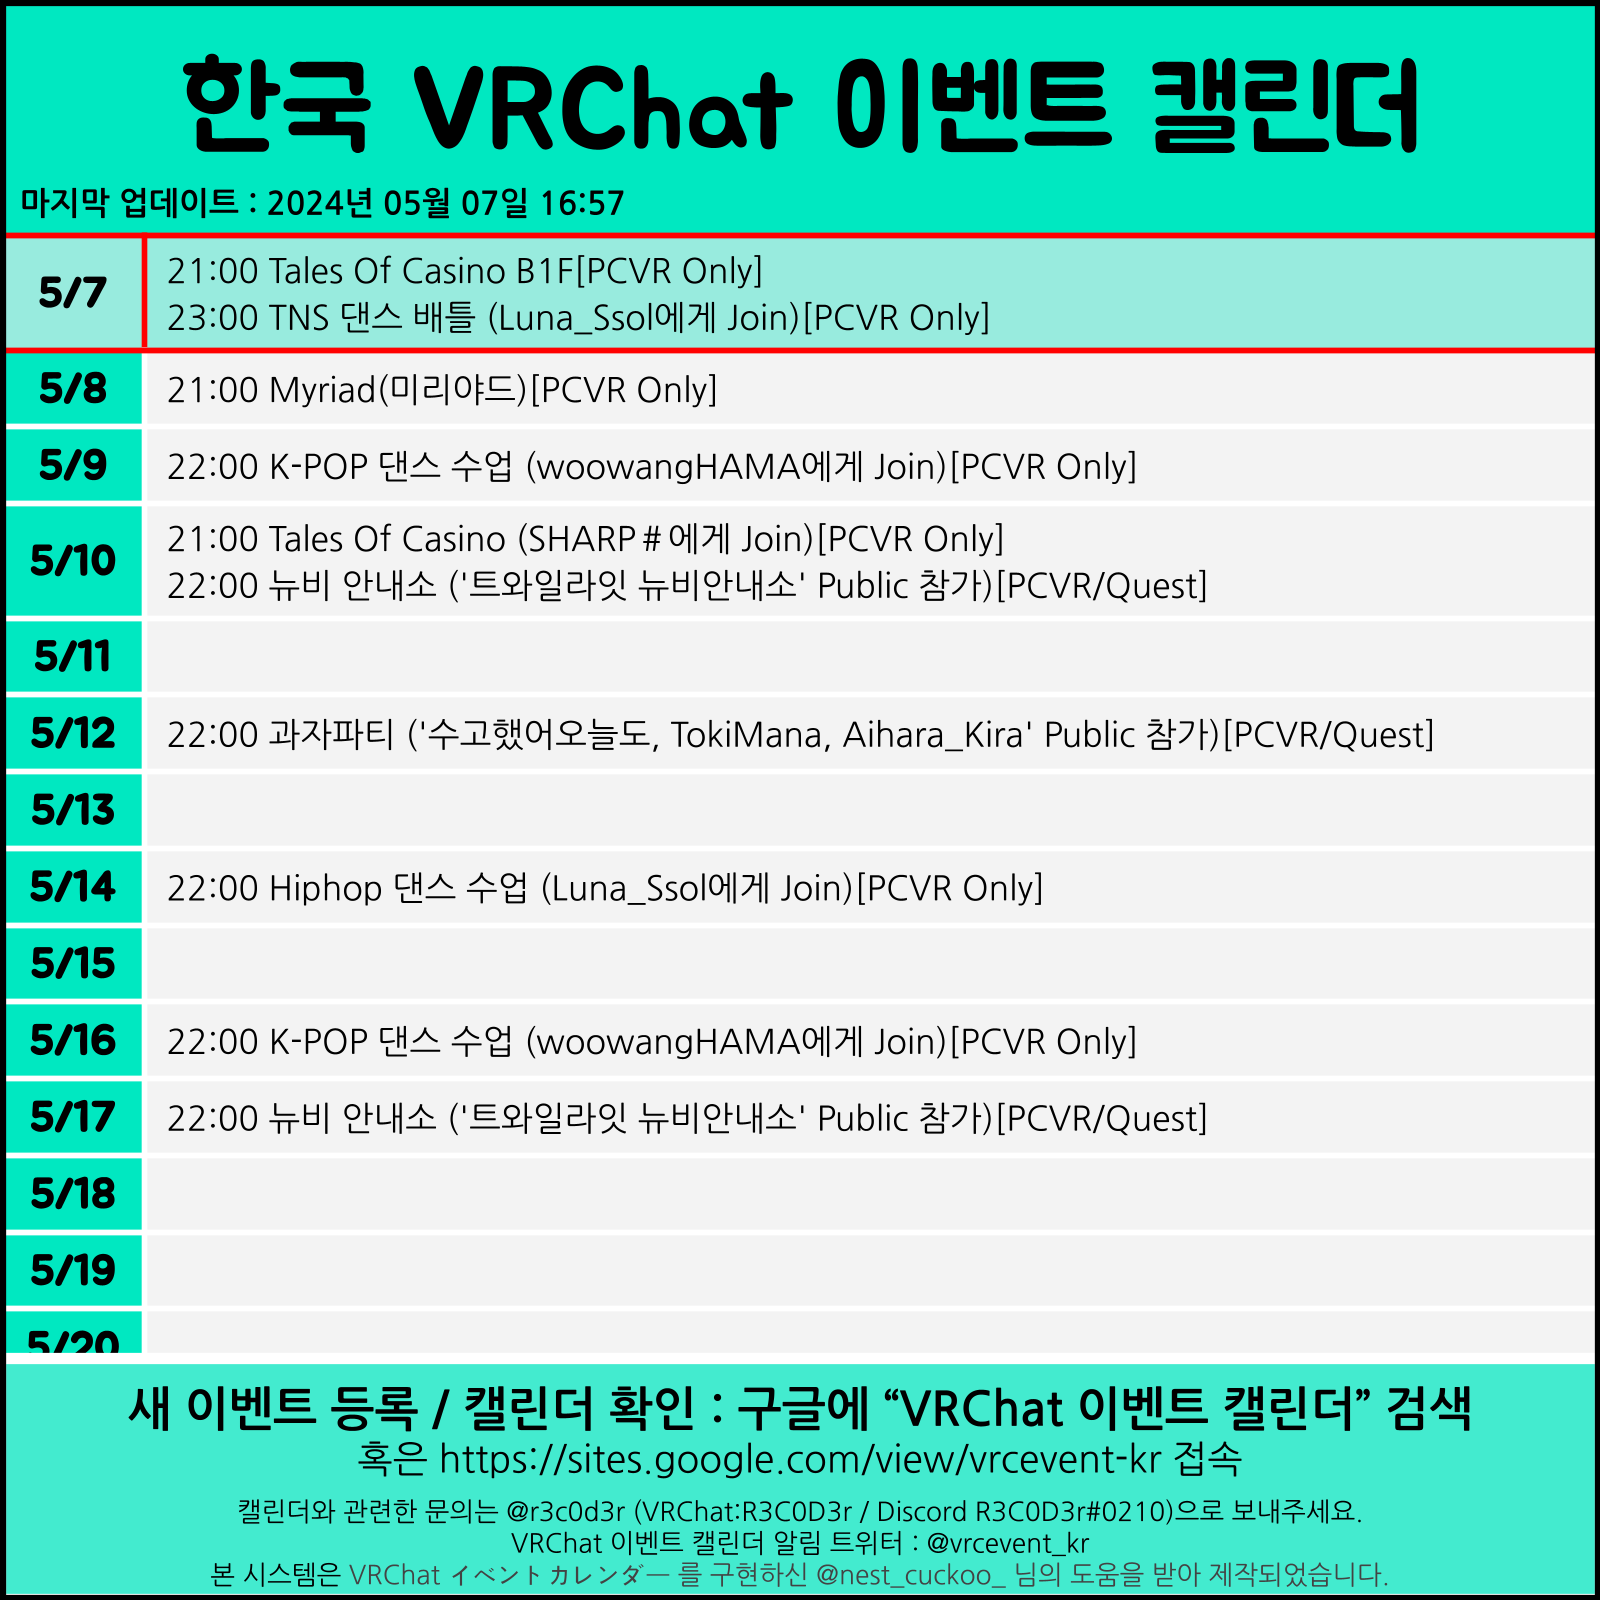 한국 VRChat 이벤트 캘린더
마지막 업데이트 : 2024년 05월 07일 16:57
5/7
21:00 Tales Of Casino B1F[PCVR Only]
23:00 TNS 댄스 배틀 (Luna_Ssol에게 Join)[PCVR Only]
5/8
21:00 Myriad(미리야드)[PCVR Only]
5/9
22:00 K-POP 댄스 수업 (woowangHAMA에게 Join)[PCVR Only]
5/10
21:00 Tales Of Casino (SHARP＃에게 Join)[PCVR Only]
22:00 뉴비 안내소 ('트와일라잇 뉴비안내소' Public 참가)[PCVR/Quest]
5/11
5/12
22:00 과자파티 ('수고했어오늘도, TokiMana, Aihara_Kira' Public 참가)[PCVR/Quest]
5/13
5/14
22:00 Hiphop 댄스 수업 (Luna_Ssol에게 Join)[PCVR Only]
5/15
5/16
22:00 K-POP 댄스 수업 (woowangHAMA에게 Join)[PCVR Only]
5/17
22:00 뉴비 안내소 ('트와일라잇 뉴비안내소' Public 참가)[PCVR/Quest]
5/18
5/19
5/20
새 이벤트 등록 / 캘린더 확인 : 구글에 “VRChat 이벤트 캘린더” 검색
혹은 https://sites.google.com/view/vrcevent-kr 접속
캘린더와 관련한 문의는 @r3c0d3r (VRChat:R3C0D3r / Discord R3C0D3r#0210)으로 보내주세요.
VRChat 이벤트 캘린더 알림 트위터 : @vrcevent_kr
본 시스템은 VRChat イベントカレンダー 를 구현하신 @nest_cuckoo_ 님의 도움을 받아 제작되었습니다.